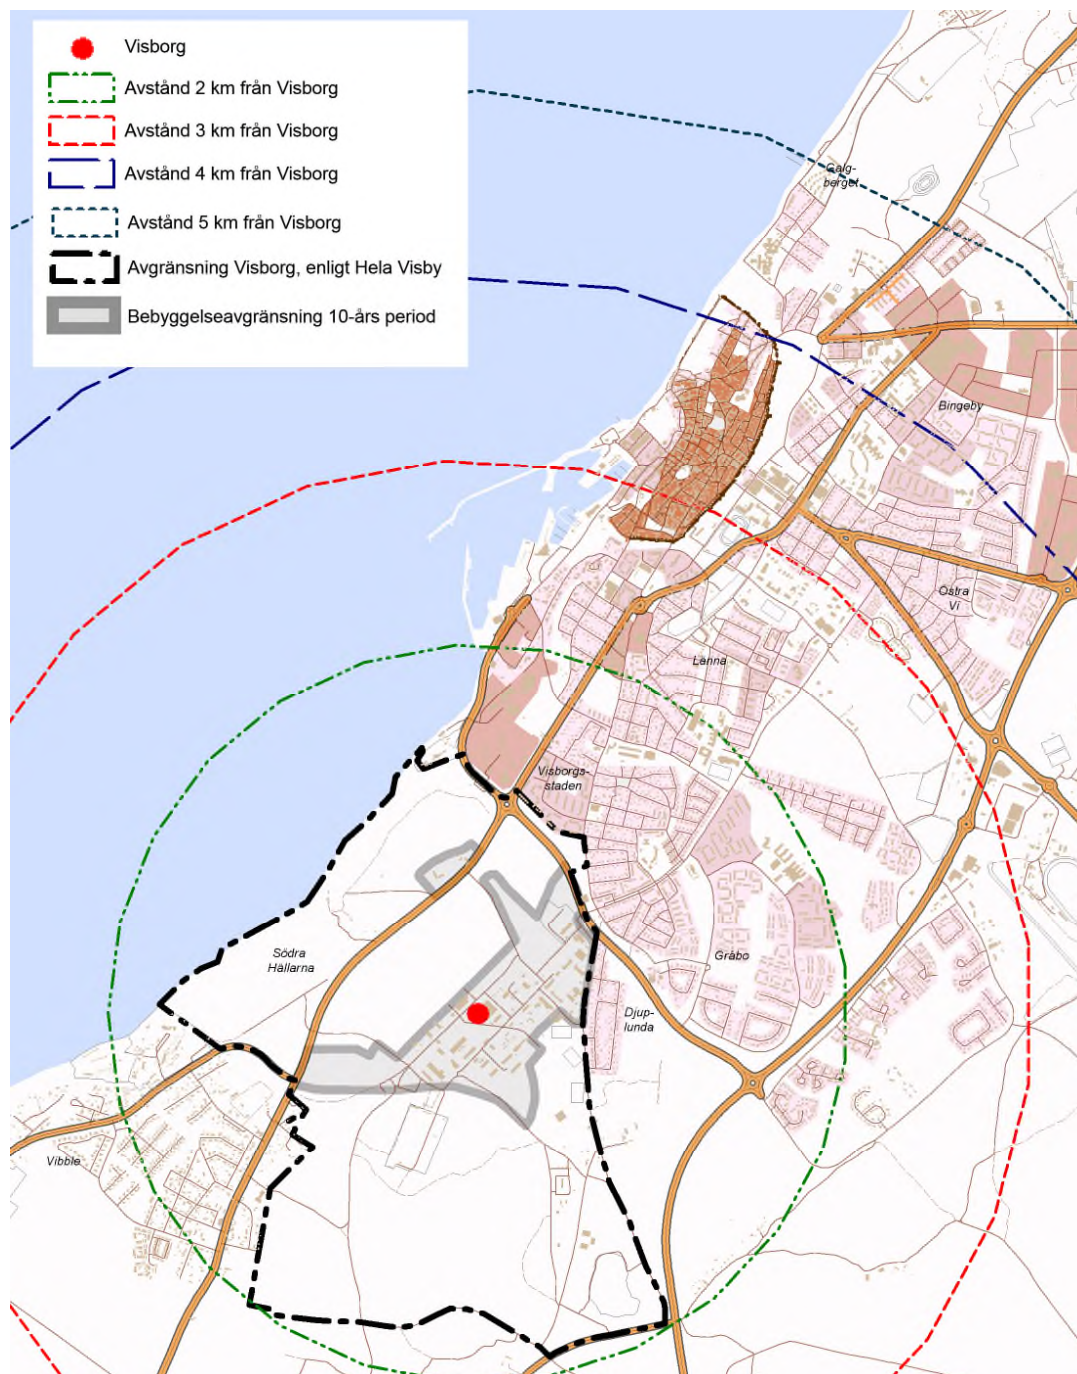 Visborg
Avstånd 2 km från Visborg
Avstånd 3 km från Visborg
Avstånd 4 km från Visborg
Avstånd 5 km från Visborg
Avgränsning Visborg, enligt Hela Visby
Bebyggelseavgränsning 10-års period
Galg-
berget
Bingeby
Östra
Vi
Länna
Visborgs-
staden
Södra
Hällarna
Gråbo
Djup-
lunda
Vibble